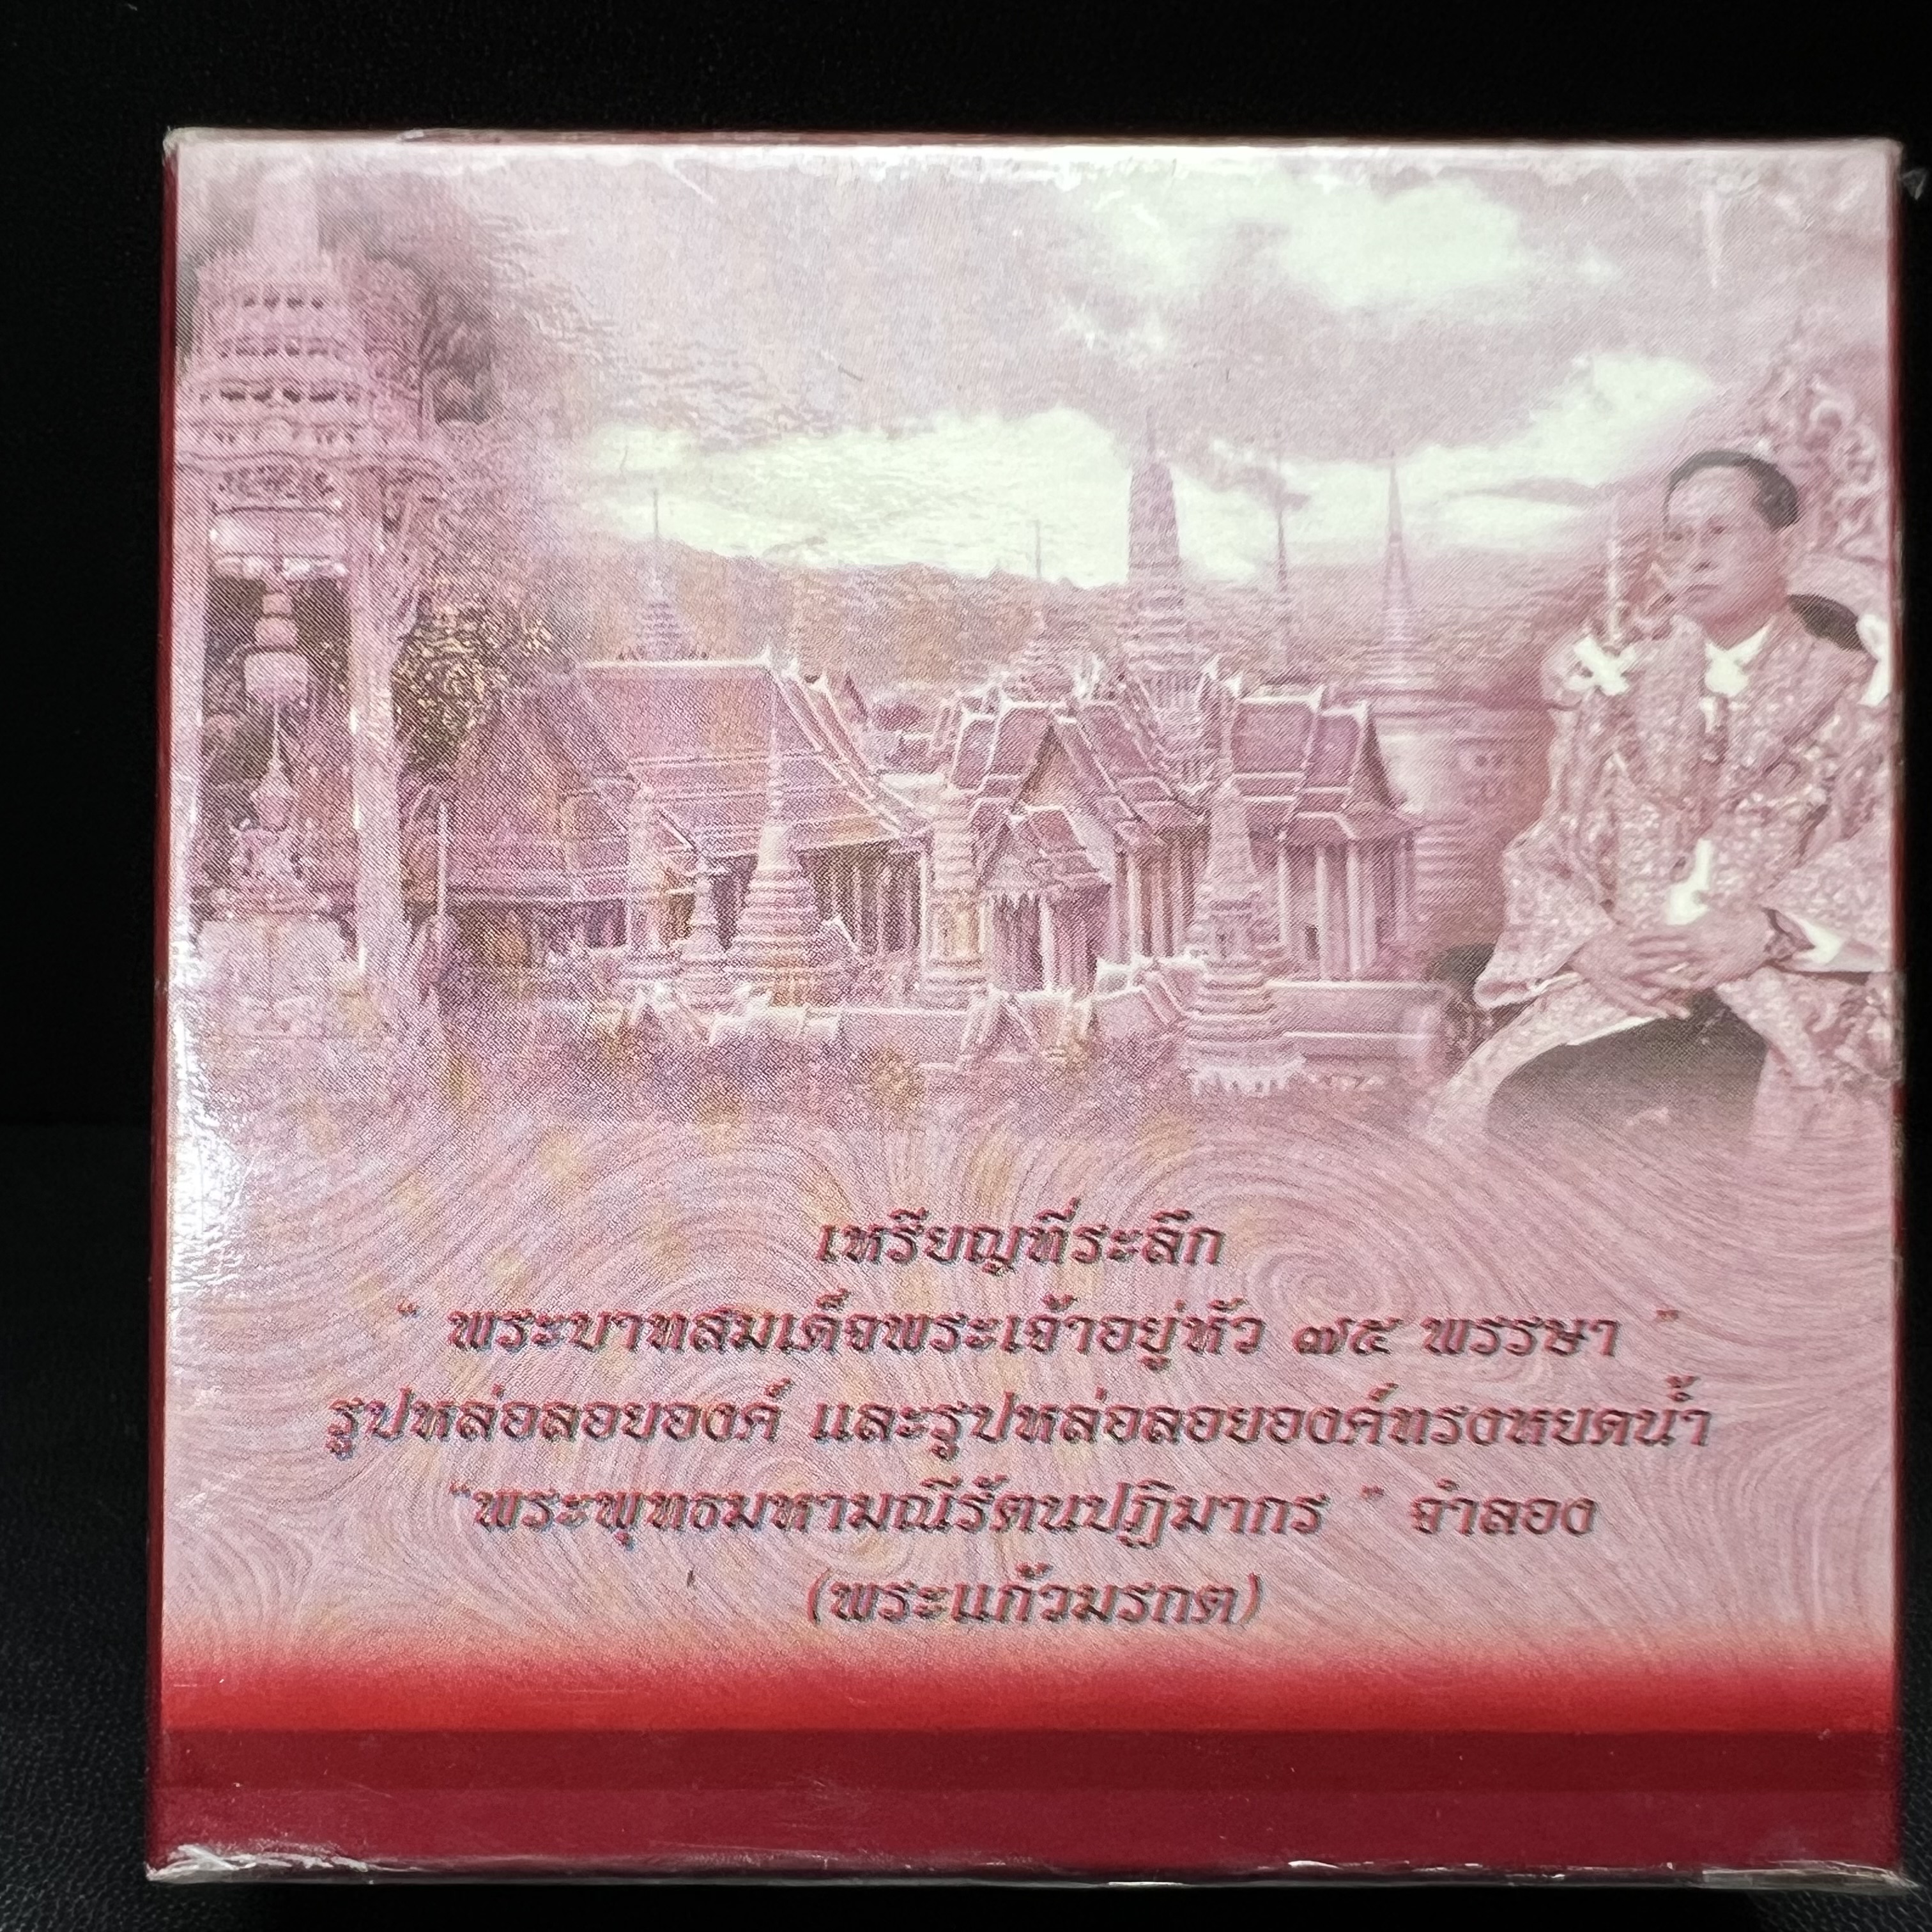 เหรียญที่ระลึก
“ พระบาทสมเด็จพระเจ้าอยู่หัว ๗๕ พรรษา ”
รูปหล่อลอยองค์ และรูปหล่อลอยองค์ทรงหยดน้ำ
“พระพุทธมหามณีรัตนปฏิมากร ” จำลอง
(พระแก้วมรกต)